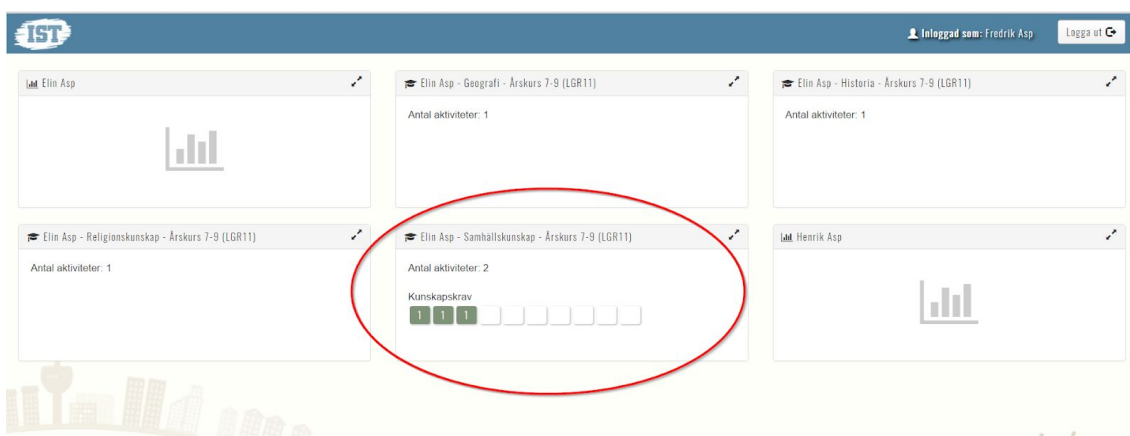 IST
Inloggad som: Fredrik Asp
Logga ut
Elin Asp
Elin Asp - Geografi - Årskurs 7-9 (LGR11)
Elin Asp - Historia - Årskurs 7-9 (LGR11)
Antal aktiviteter: 1
Antal aktiviteter: 1
Elin Asp - Religionskunskap - Årskurs 7-9 (LGR11)
Elin Asp - Samhällskunskap - Årskurs 7-9 (LGR11)
Henrik Asp
Antal aktiviteter: 1
Antal aktiviteter: 2
Kunskapskrav
1 1 1